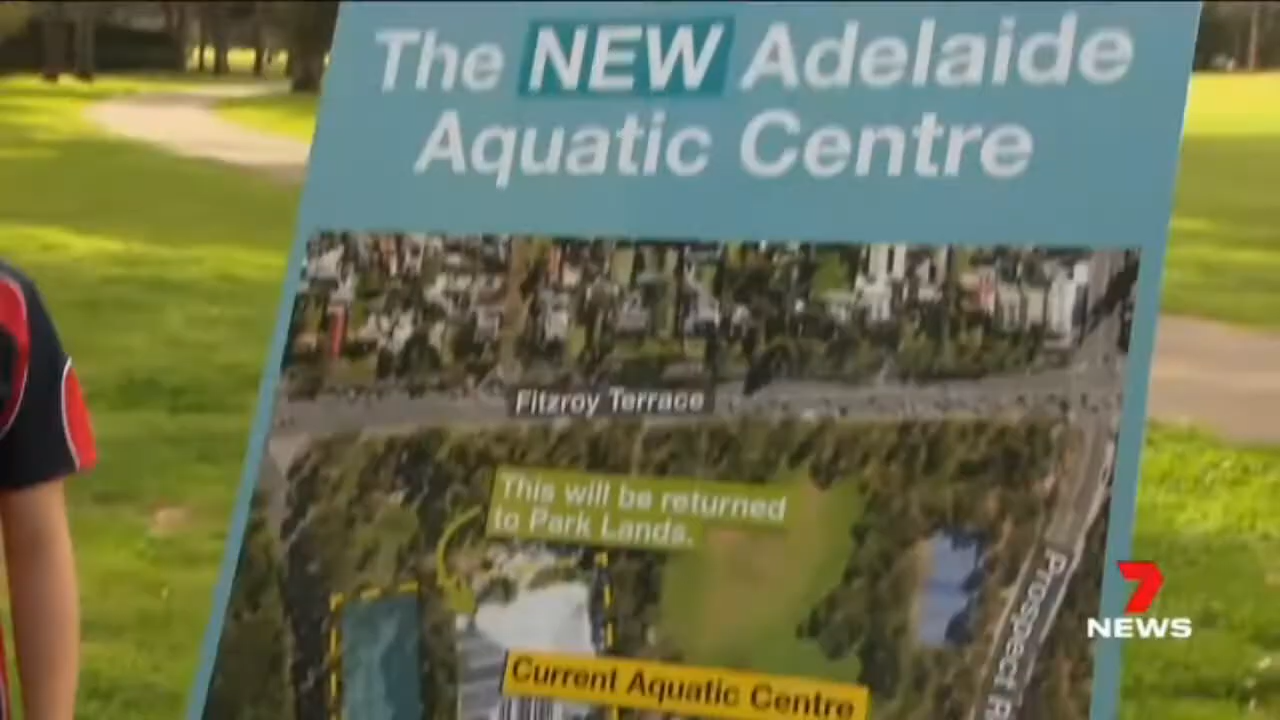 The NEW Adelaide
Aquatic Centre
Fitzroy Terrace
This will be returned
to Park Lands.
Prospect R
Current Aquatic Centre
7
NEWS